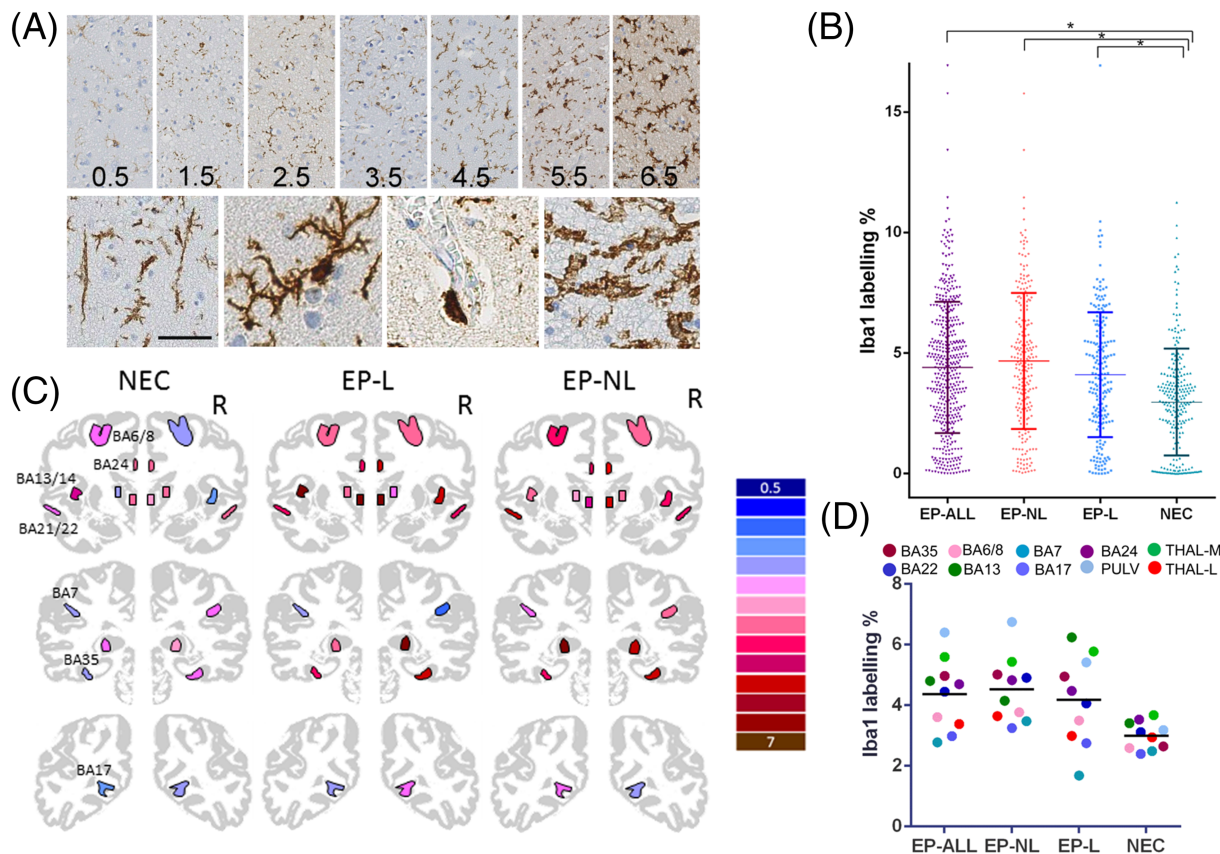 (A)
0.5 1.5 2.5 3.5 4.5 5.5 6.5
(B)
* * *
Iba1 labelling %
15
10
5
0
EP-ALL EP-NL EP-L NEC
(C)
NEC EP-L EP-NL
R R R
BA6/8
BA24
BA13/14
BA21/22
BA7
BA35
BA17
0.5
7
(D)
BA35 BA6/8 BA7 BA24 THAL-M
BA22 BA13 BA17 PULV THAL-L
Iba1 labelling %
8
6
4
2
0
EP-ALL EP-NL EP-L NEC